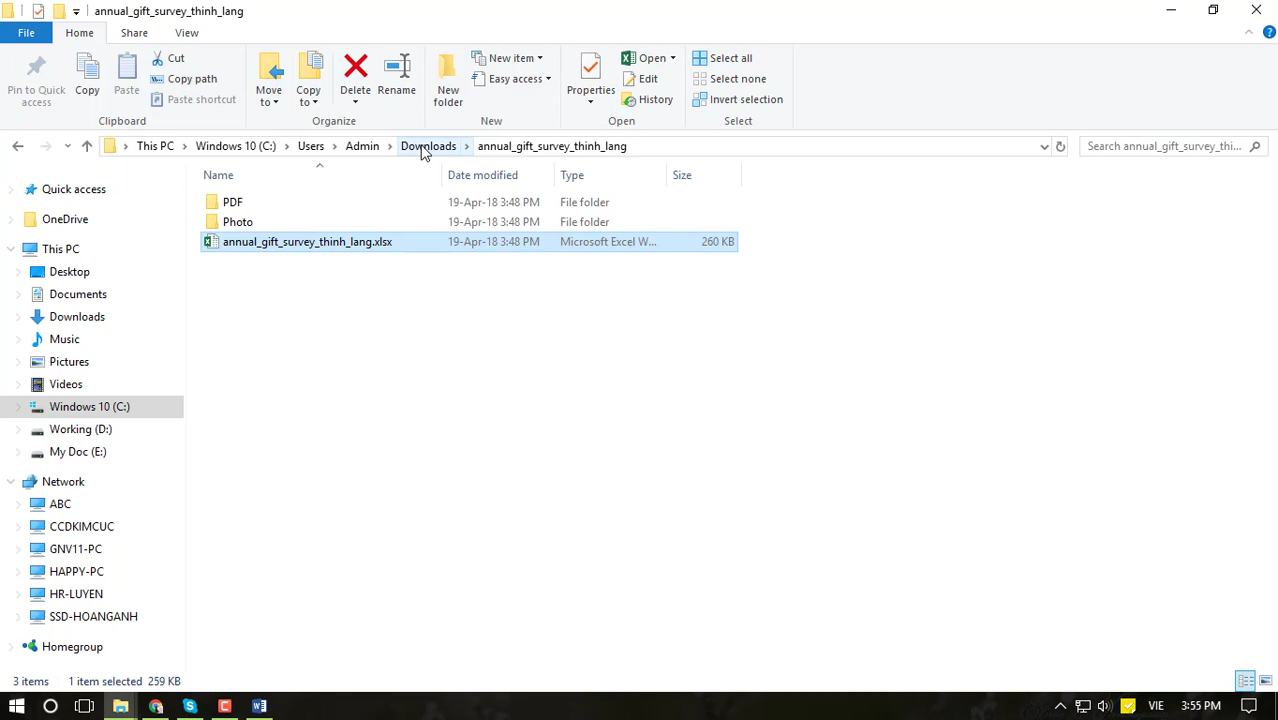 annual_gift_survey_thinh_lang
File
Home
Share
View
Pin to Quick access
Copy
Paste
Cut
Copy path
Paste shortcut
Clipboard
Move to
Copy to
Delete
Rename
Organize
New folder
New item
Easy access
New
Properties
Open
Edit
History
Open
Select all
Select none
Invert selection
Select
This PC > Windows 10 (C:) > Users > Admin > Downloads > annual_gift_survey_thinh_lang
Search annual_gift_survey_thi...
Name Date modified Type Size
PDF 19-Apr-18 3:48 PM File folder
Photo 19-Apr-18 3:48 PM File folder
annual_gift_survey_thinh_lang.xlsx 19-Apr-18 3:48 PM Microsoft Excel W... 260 KB
Quick access
OneDrive
This PC
Desktop
Documents
Downloads
Music
Pictures
Videos
Windows 10 (C:)
Working (D:)
My Doc (E:)
Network
ABC
CCDKIMCUC
GNV11-PC
HAPPY-PC
HR-LUYEN
SSD-HOANGANH
Homegroup
3 items 1 item selected 259 KB
VIE 3:55 PM